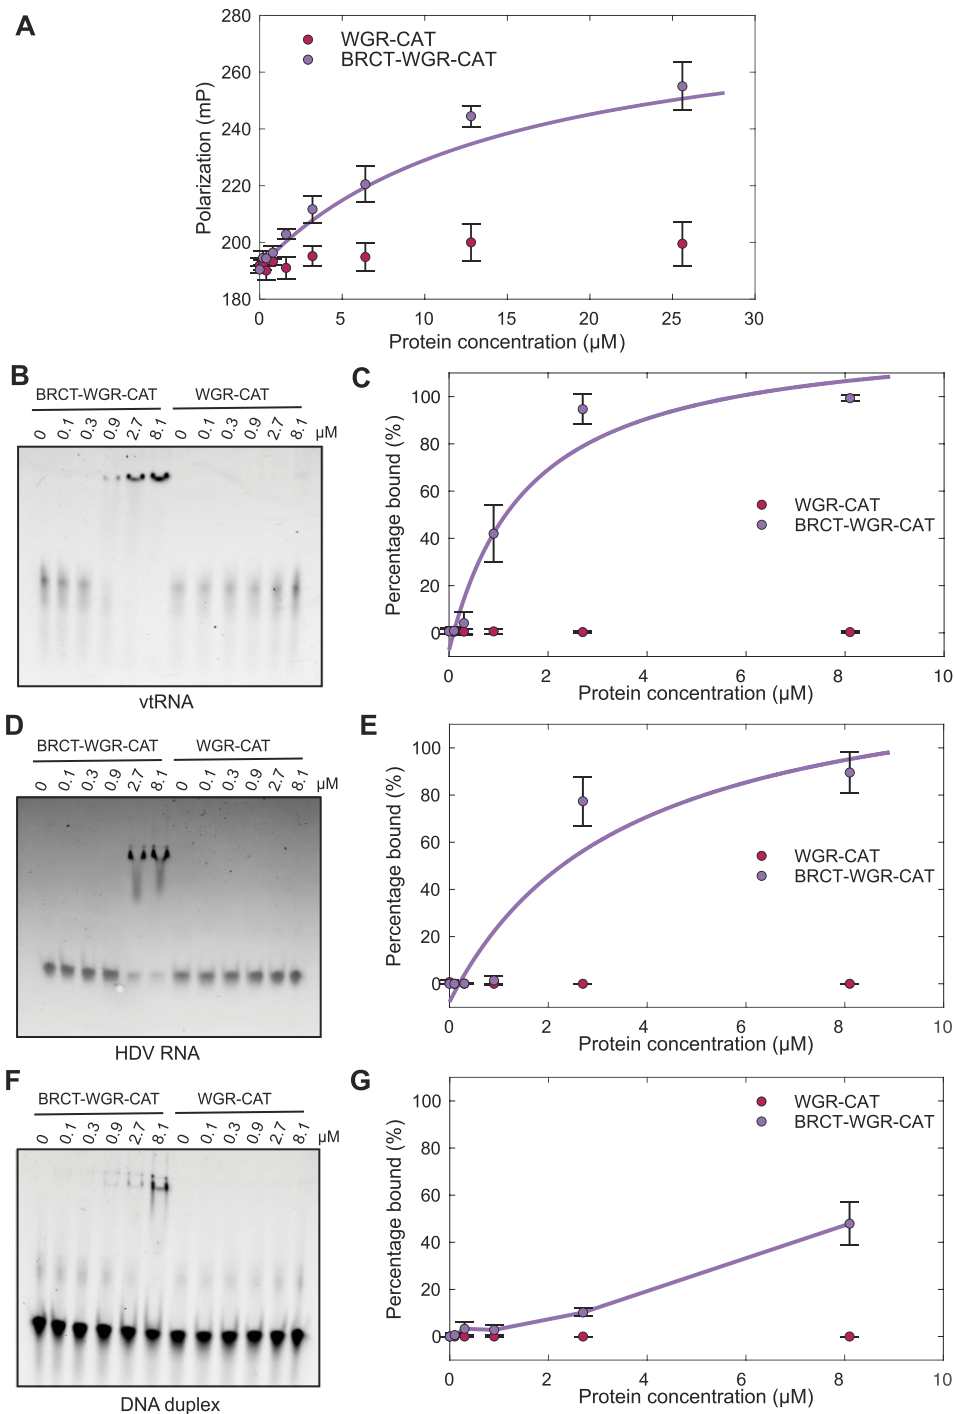 A
280
260
240
220
200
180
Polarization (mP)
WGR-CAT
BRCT-WGR-CAT
0 5 10 15 20 25 30
Protein concentration (µM)
B
BRCT-WGR-CAT WGR-CAT
0 0.1 0.3 0.9 2.7 8.1 0 0.1 0.3 0.9 2.7 8.1 µM
vtRNA
C
100
80
60
40
20
0
Percentage bound (%)
WGR-CAT
BRCT-WGR-CAT
0 2 4 6 8 10
Protein concentration (µM)
D
BRCT-WGR-CAT WGR-CAT
0 0.1 0.3 0.9 2.7 8.1 0 0.1 0.3 0.9 2.7 8.1 µM
HDV RNA
E
100
80
60
40
20
0
Percentage bound (%)
WGR-CAT
BRCT-WGR-CAT
0 2 4 6 8 10
Protein concentration (µM)
F
BRCT-WGR-CAT WGR-CAT
0 0.1 0.3 0.9 2.7 8.1 0 0.1 0.3 0.9 2.7 8.1 µM
DNA duplex
G
100
80
60
40
20
0
Percentage bound (%)
WGR-CAT
BRCT-WGR-CAT
0 2 4 6 8 10
Protein concentration (µM)